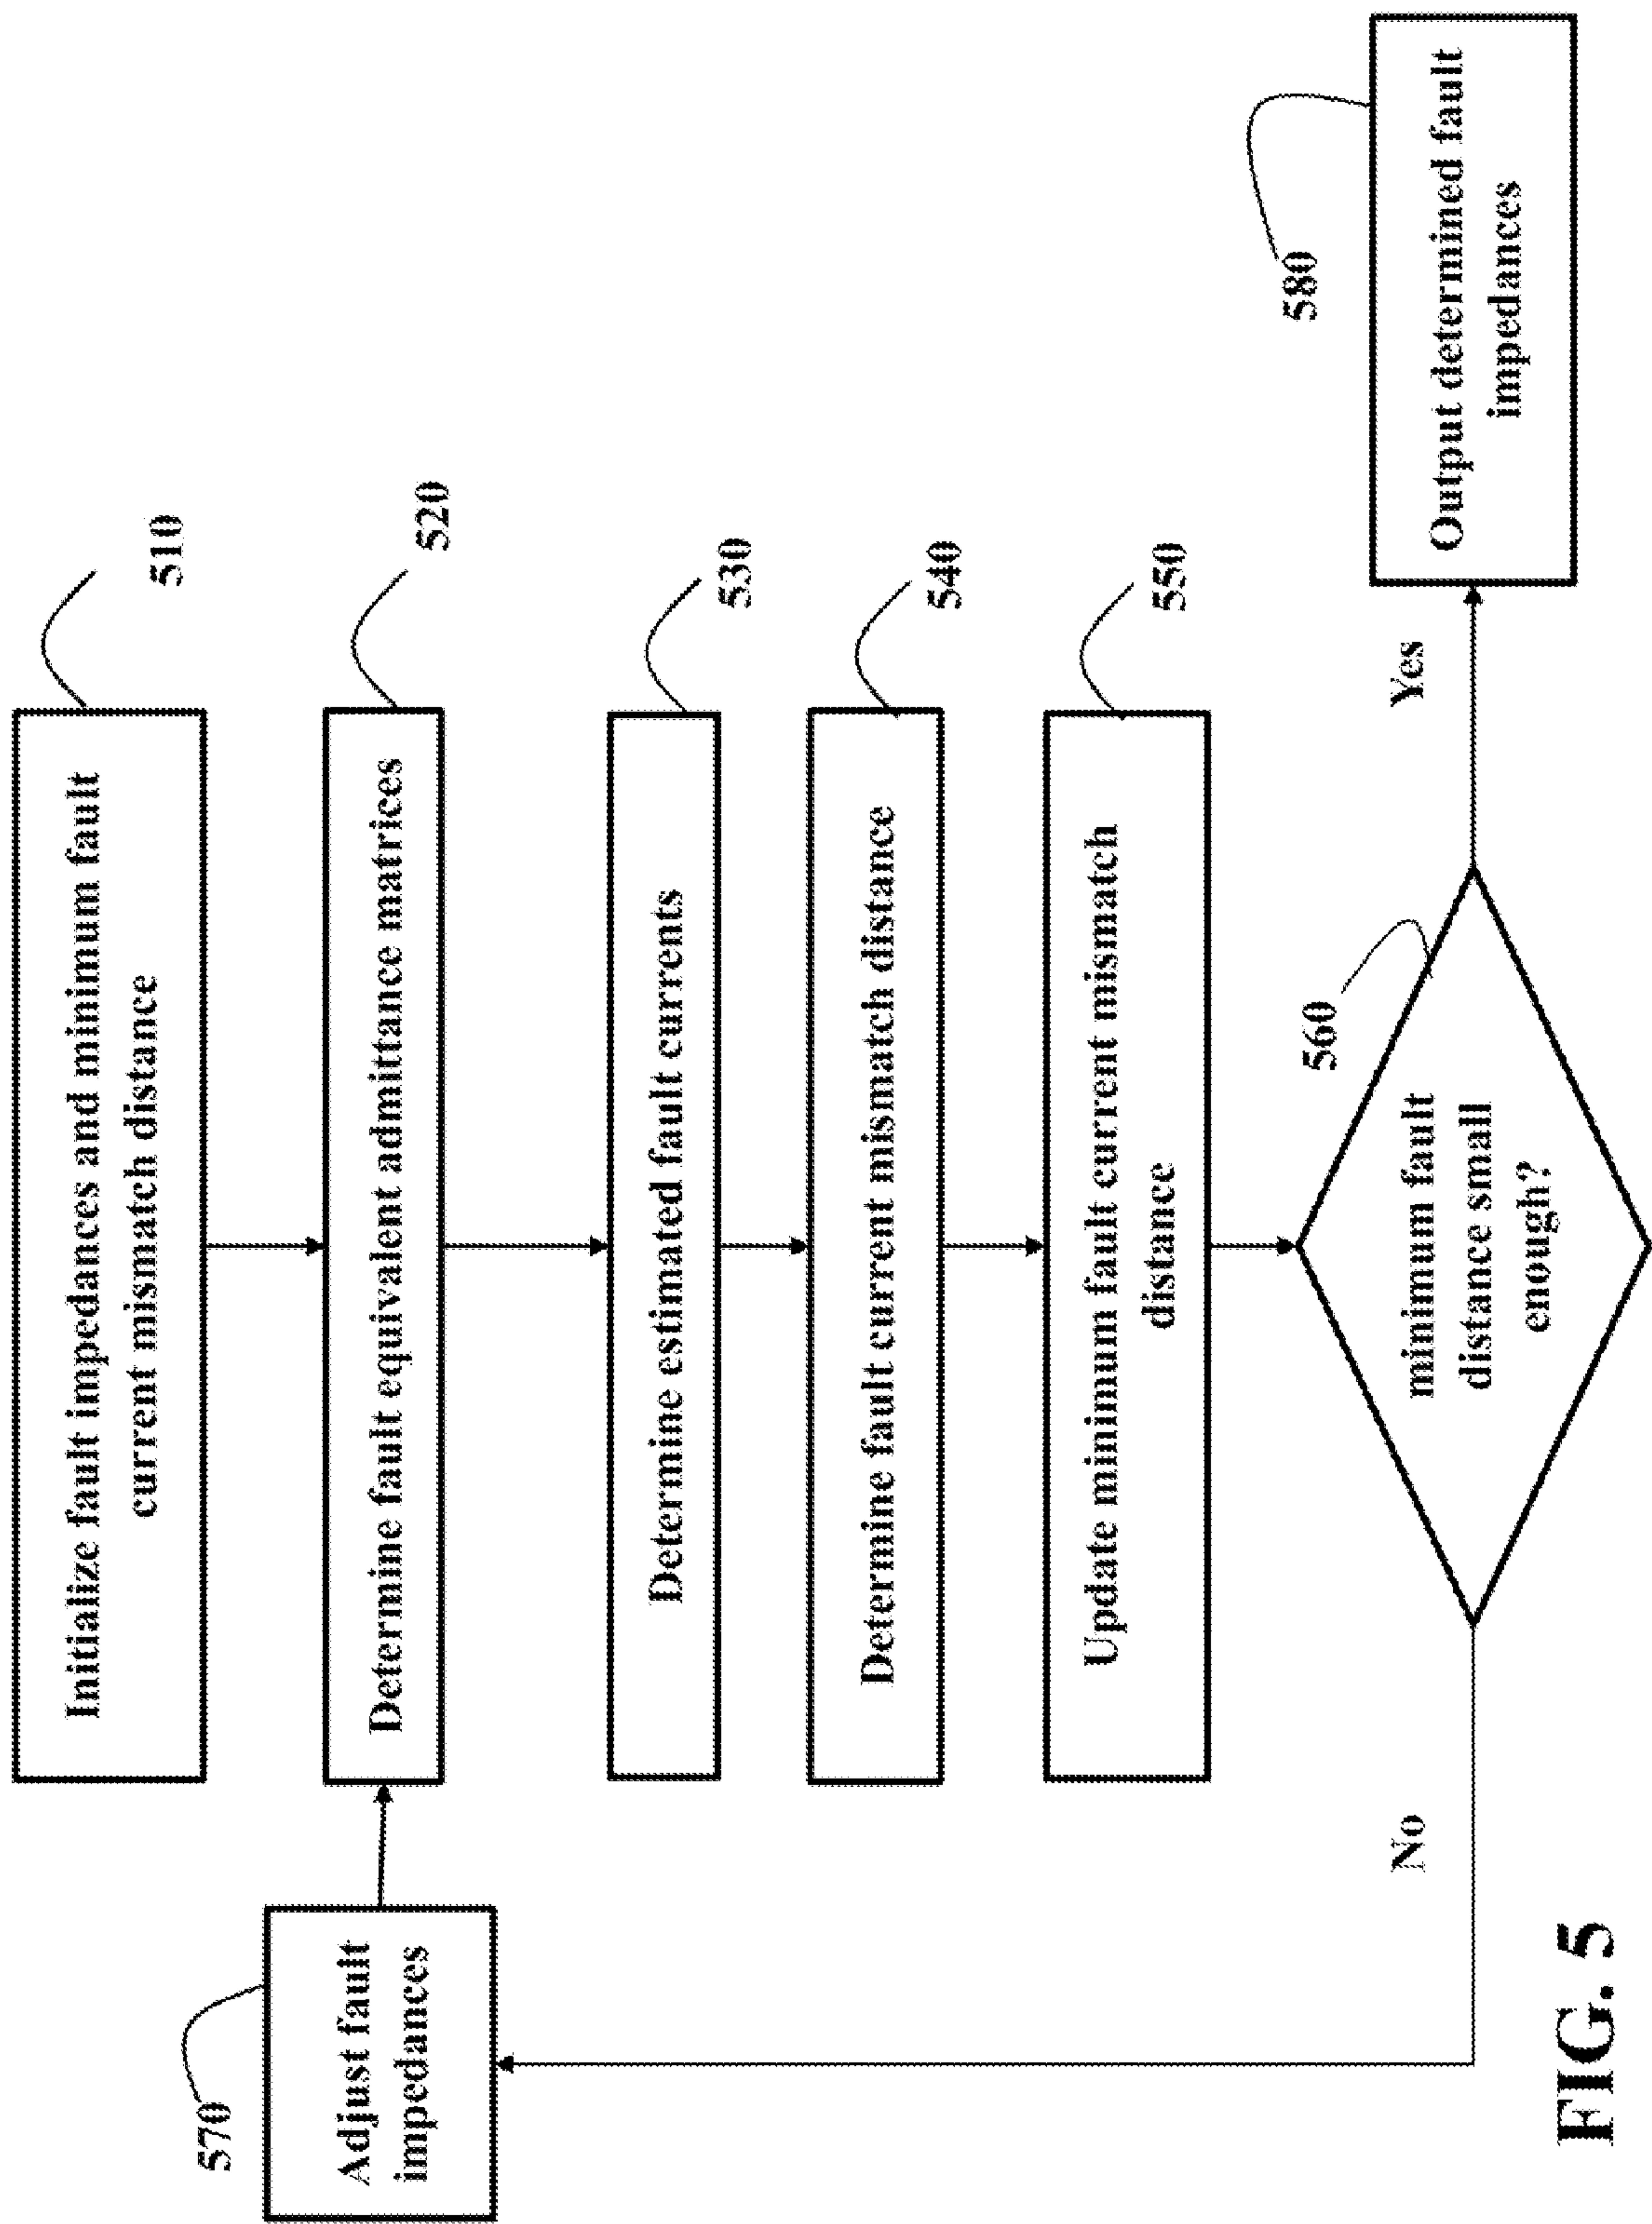 Initialize fault impedances and minimum fault
current mismatch distance
510
Determine fault equivalent admittance matrices
520
570
Adjust fault
impedances
Determine estimated fault currents
530
Determine fault current mismatch distance
540
Update minimum fault current mismatch
distance
550
560
minimum fault
distance small
enough?
No
Yes
580
Output determined fault
impedances
FIG. 5